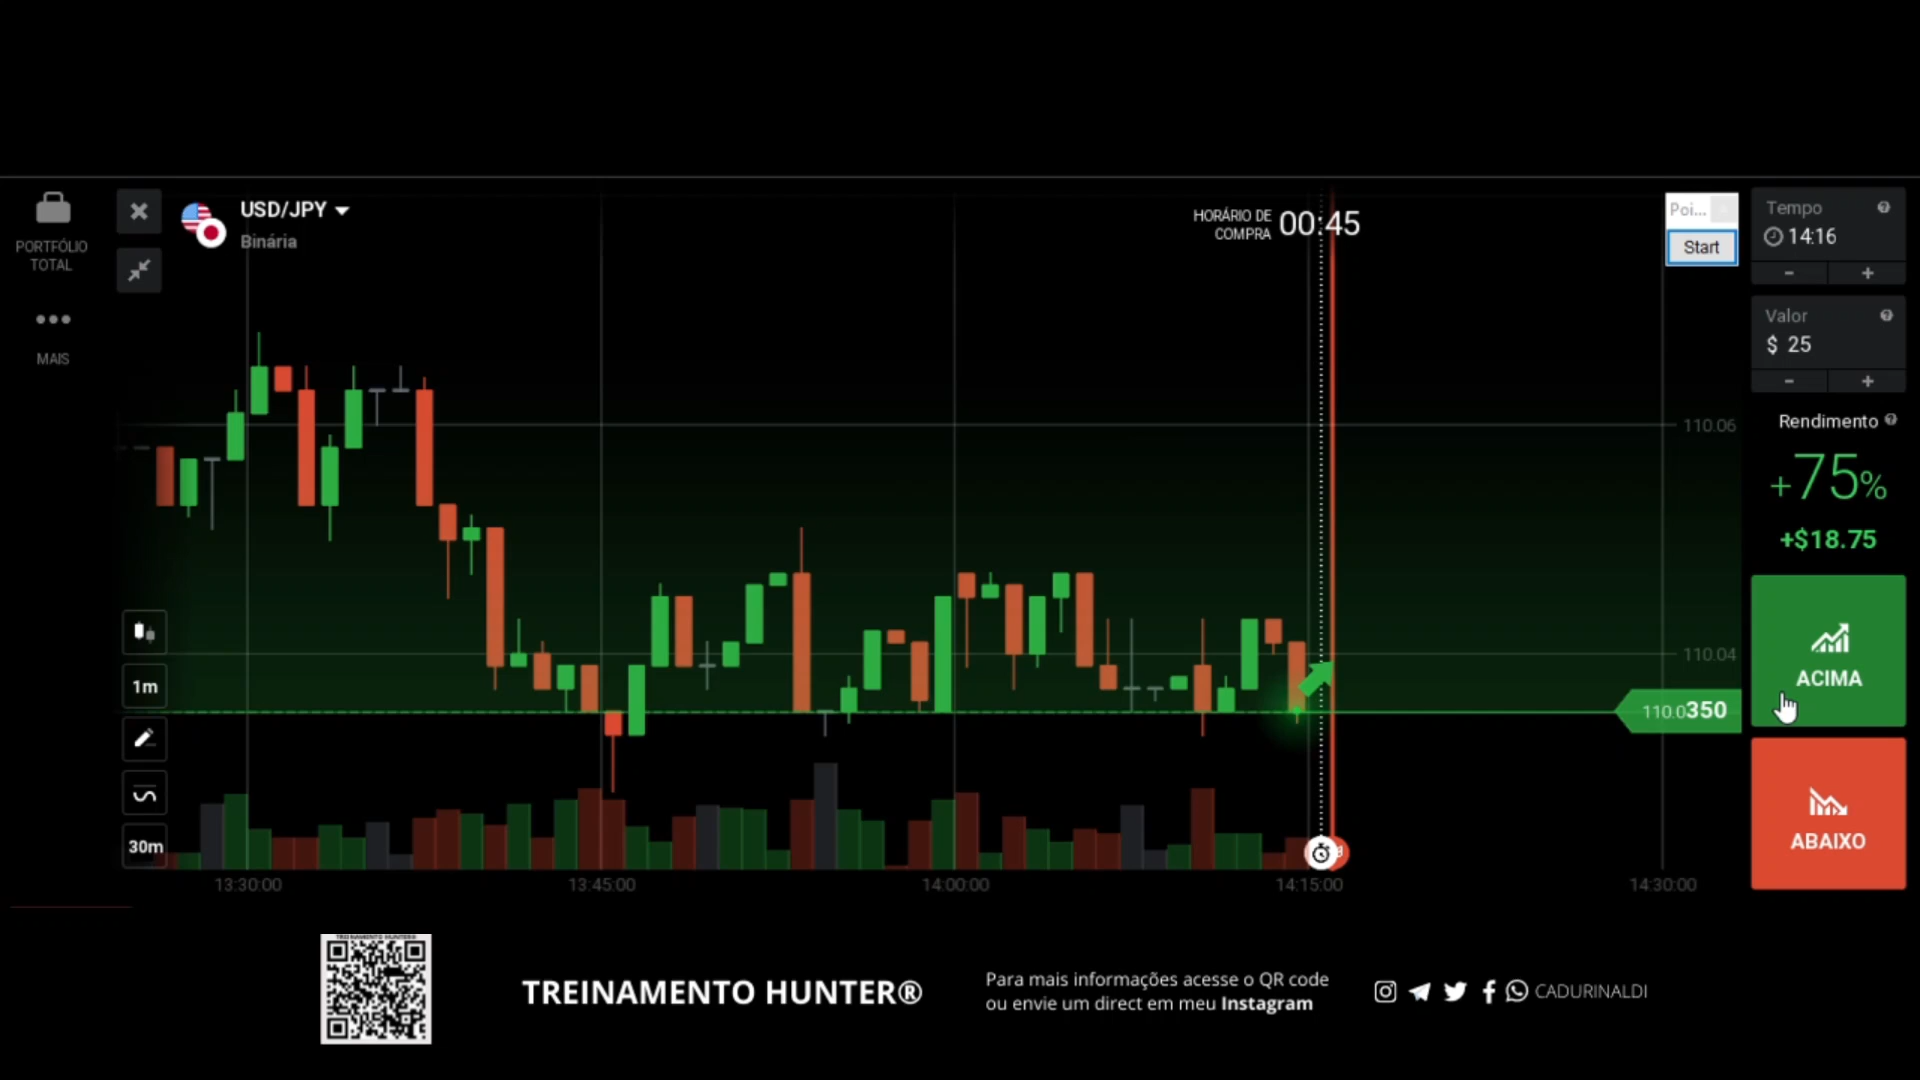 PORTFÓLIO
TOTAL
MAIS
USD/JPY
Binária
HORÁRIO DE
COMPRA
00:45
Poi...
Start
Tempo
14:16
- +
Valor
$ 25
- +
Rendimento
+75%
+$18.75
ACIMA
ABAIXO
110.06
110.04
110.0350
1m
30m
13:30:00
13:45:00
14:00:00
14:15:00
14:30:00
TREINAMENTO HUNTER®
Para mais informações acesse o QR code
ou envie um direct em meu Instagram
CADURINALDI